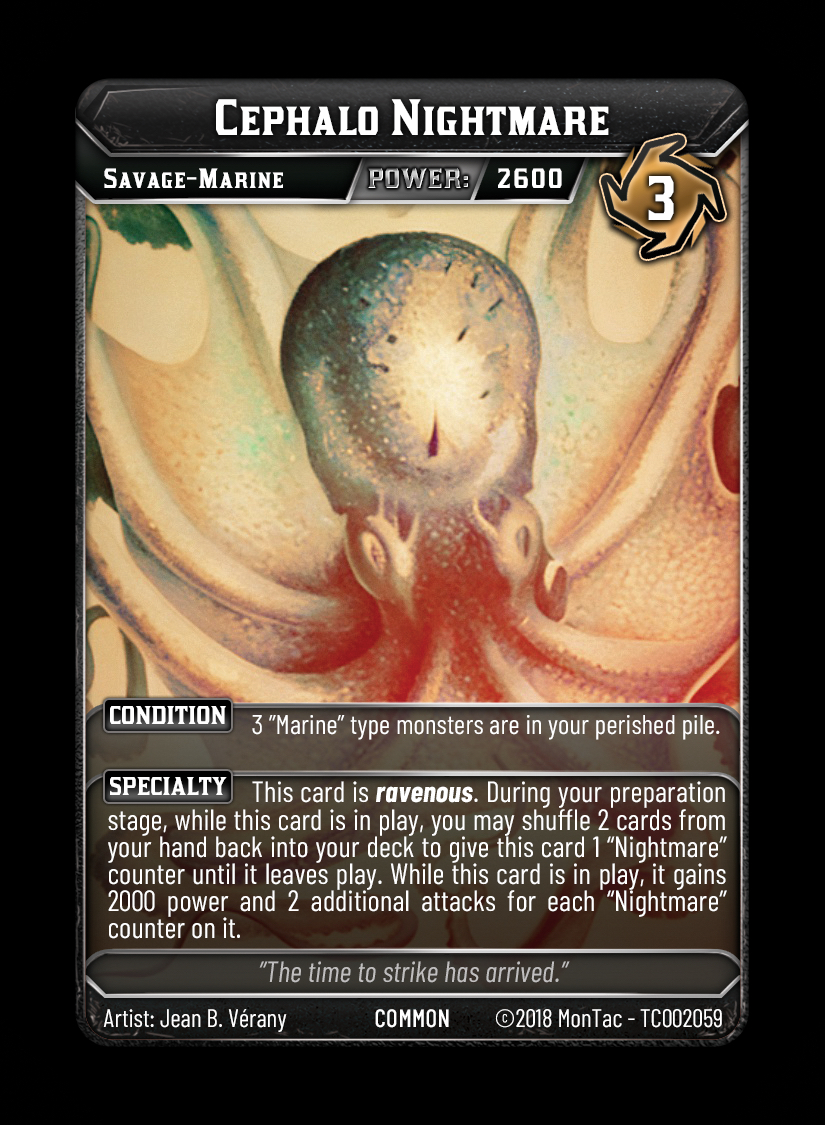 Cephalo Nightmare
Savage-Marine POWER: 2600
3
CONDITION 3 "Marine" type monsters are in your perished pile.
SPECIALTY This card is ravenous. During your preparation
stage, while this card is in play, you may shuffle 2 cards from
your hand back into your deck to give this card 1 “Nightmare”
counter until it leaves play. While this card is in play, it gains
2000 power and 2 additional attacks for each “Nightmare”
counter on it.
"The time to strike has arrived."
Artist: Jean B. Vérany COMMON ©2018 MonTac - TC002059